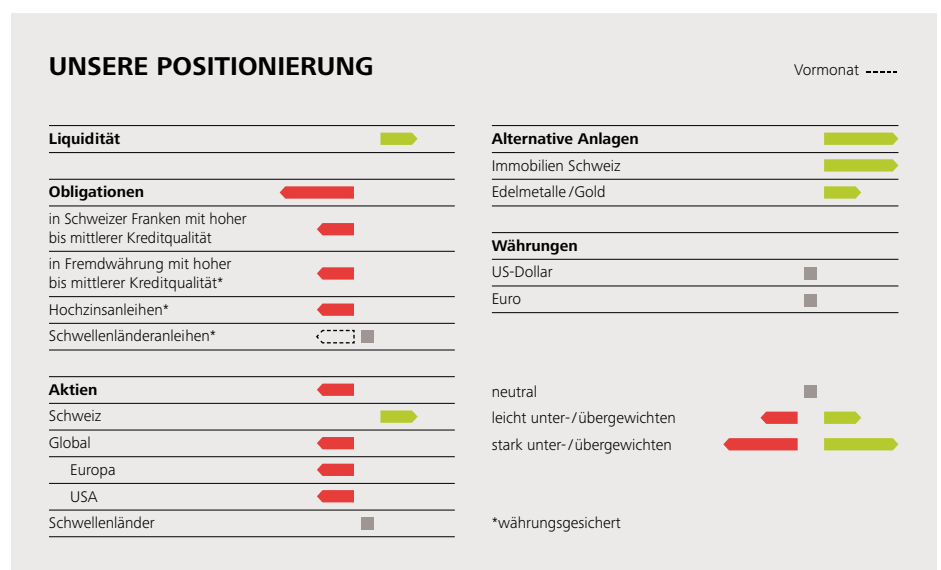 UNSERE POSITIONIERUNG
Vormonat
Liquidität
Obligationen
in Schweizer Franken mit hoher
bis mittlerer Kreditqualität
in Fremdwährung mit hoher
bis mittlerer Kreditqualität*
Hochzinsanleihen*
Schwellenländeranleihen*
Aktien
Schweiz
Global
Europa
USA
Schwellenländer
Alternative Anlagen
Immobilien Schweiz
Edelmetalle/Gold
Währungen
US-Dollar
Euro
neutral
leicht unter-/übergewichten
stark unter-/übergewichten
*währungsgesichert